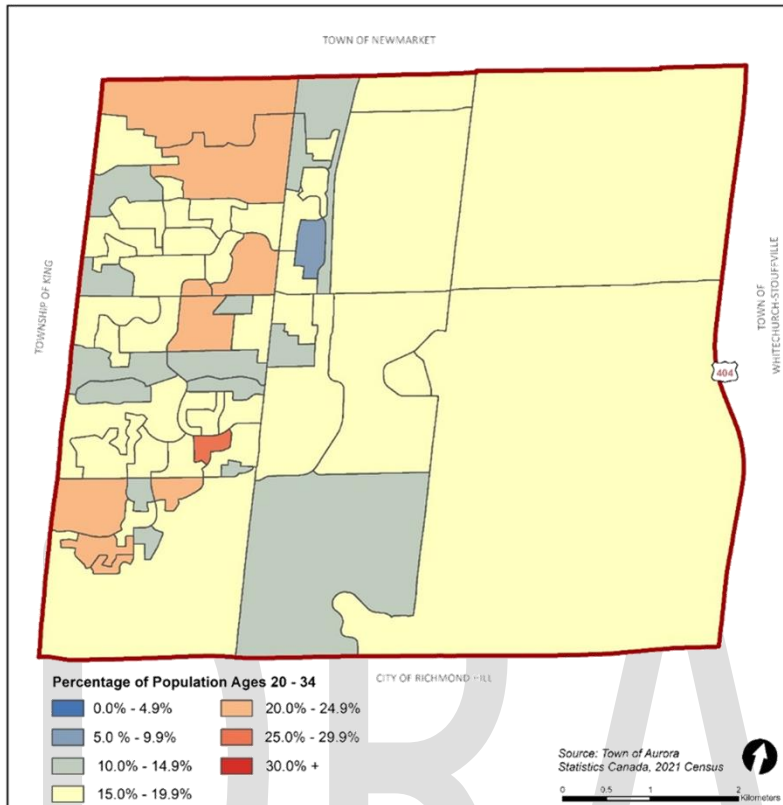 TOWN OF NEWMARKET
TOWNSHIP OF KING
TOWN OF
WHITECHURCH-STOUFFVILLE
404
CITY OF RICHMOND HILL
Percentage of Population Ages 20 - 34
0.0% - 4.9%
5.0 % - 9.9%
10.0% - 14.9%
15.0% - 19.9%
20.0% - 24.9%
25.0% - 29.9%
30.0% +
Source: Town of Aurora
Statistics Canada, 2021 Census
0 0.5 1 2
Kilometers